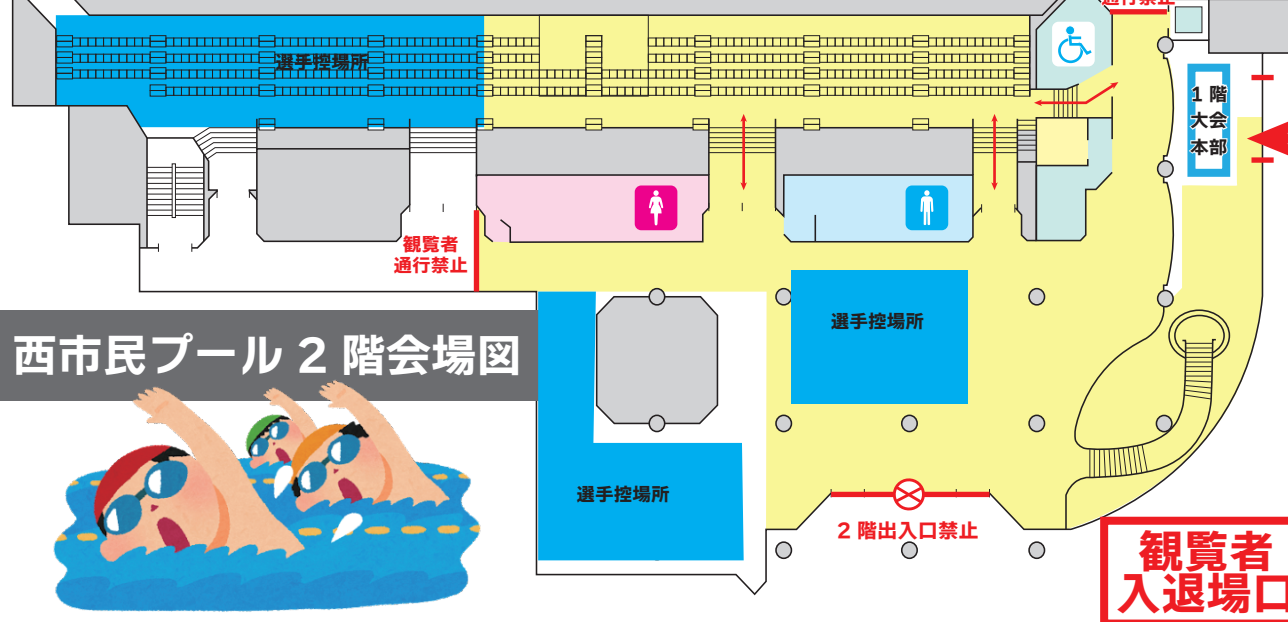 通行禁止
選手控場所
1 階
大会
本部
観覧者
通行禁止
選手控場所
西市民プール 2 階会場図
選手控場所
2 階出入口禁止
観覧者
入退場口